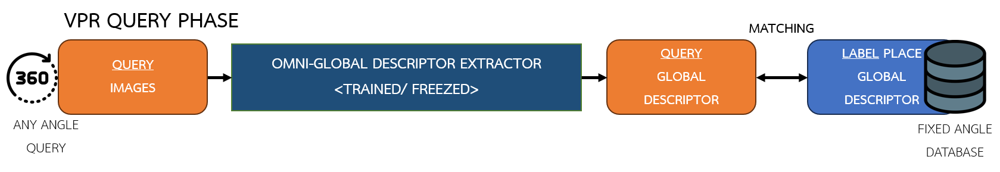 VPR QUERY PHASE
360
ANY ANGLE
QUERY
QUERY
IMAGES
OMNI-GLOBAL DESCRIPTOR EXTRACTOR
<TRAINED/ FREEZED>
QUERY
GLOBAL
DESCRIPTOR
MATCHING
LABEL PLACE
GLOBAL
DESCRIPTOR
FIXED ANGLE
DATABASE